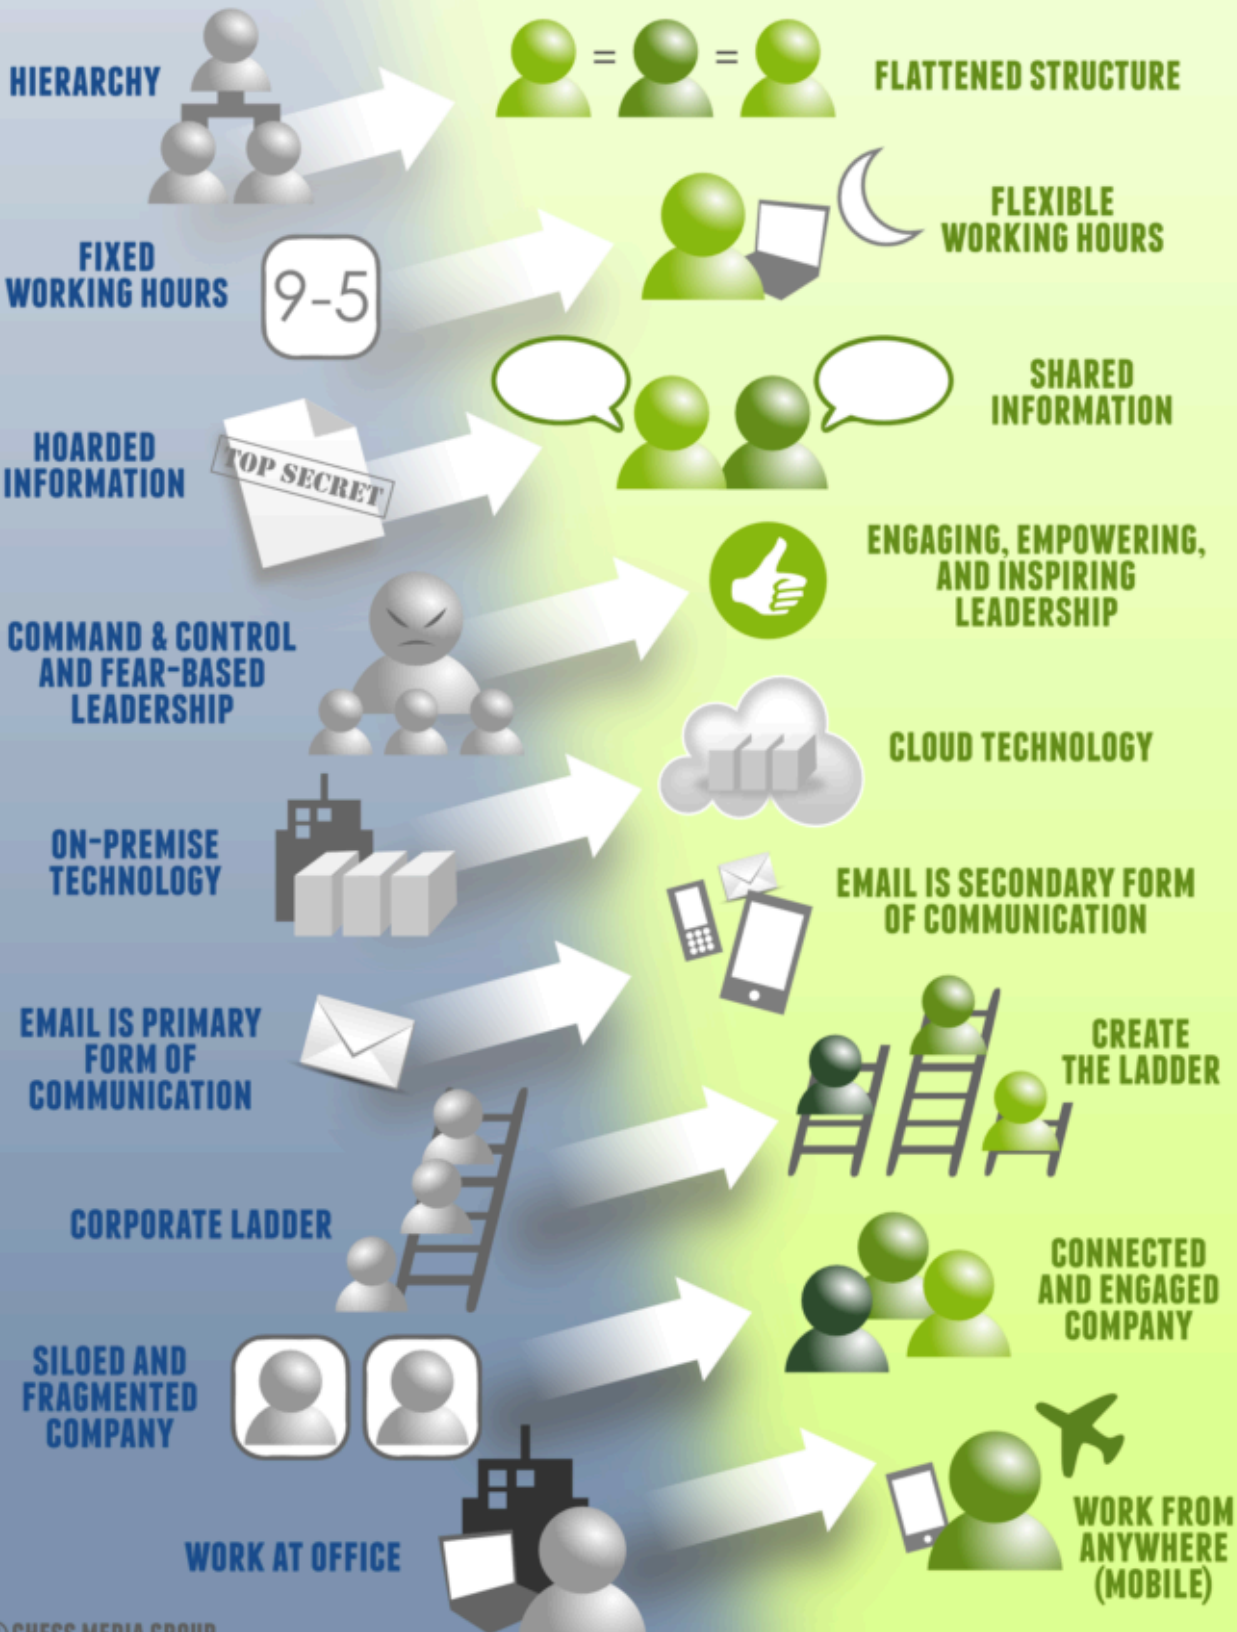 HIERARCHY
= =
FLATTENED STRUCTURE
FIXED
WORKING HOURS
9-5
FLEXIBLE
WORKING HOURS
HOARDED
INFORMATION
TOP SECRET
SHARED
INFORMATION
COMMAND & CONTROL
AND FEAR-BASED
LEADERSHIP
ENGAGING, EMPOWERING,
AND INSPIRING
LEADERSHIP
ON-PREMISE
TECHNOLOGY
CLOUD TECHNOLOGY
EMAIL IS PRIMARY
FORM OF
COMMUNICATION
EMAIL IS SECONDARY FORM
OF COMMUNICATION
CORPORATE LADDER
CREATE
THE LADDER
SILOED AND
FRAGMENTED
COMPANY
CONNECTED
AND ENGAGED
COMPANY
WORK AT OFFICE
WORK FROM
ANYWHERE
(MOBILE)
CHESS MEDIA GROUP